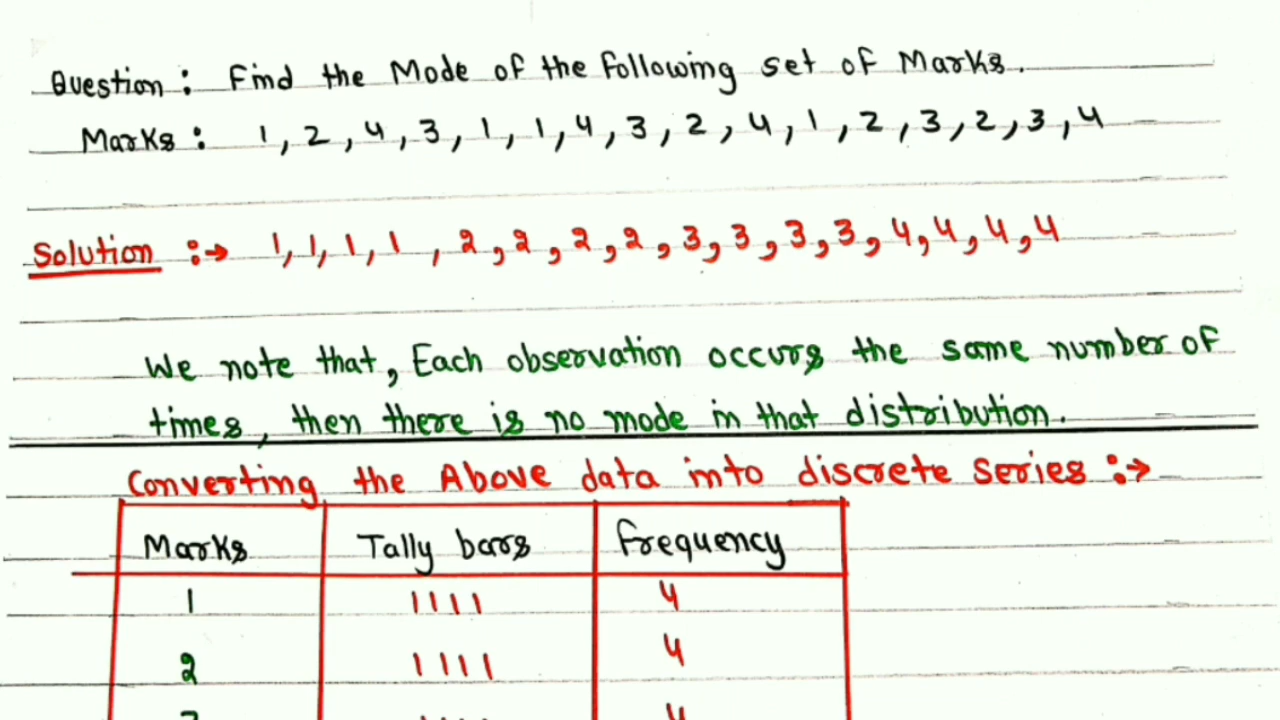 Question: Find the Mode of the following set of Marks.
Marks: 1, 2, 4, 3, 1, 1, 4, 3, 2, 4, 1, 2, 3, 2, 3, 4
Solution :→ 1, 1, 1, 1, 2, 2, 2, 2, 3, 3, 3, 3, 4, 4, 4, 4
We note that, Each observation occurs the same number of
times, then there is no mode in that distribution.
Converting the Above data into discrete series :→
Marks Tally bars frequency
1 |||| 4
2 |||| 4
3 |||| 4